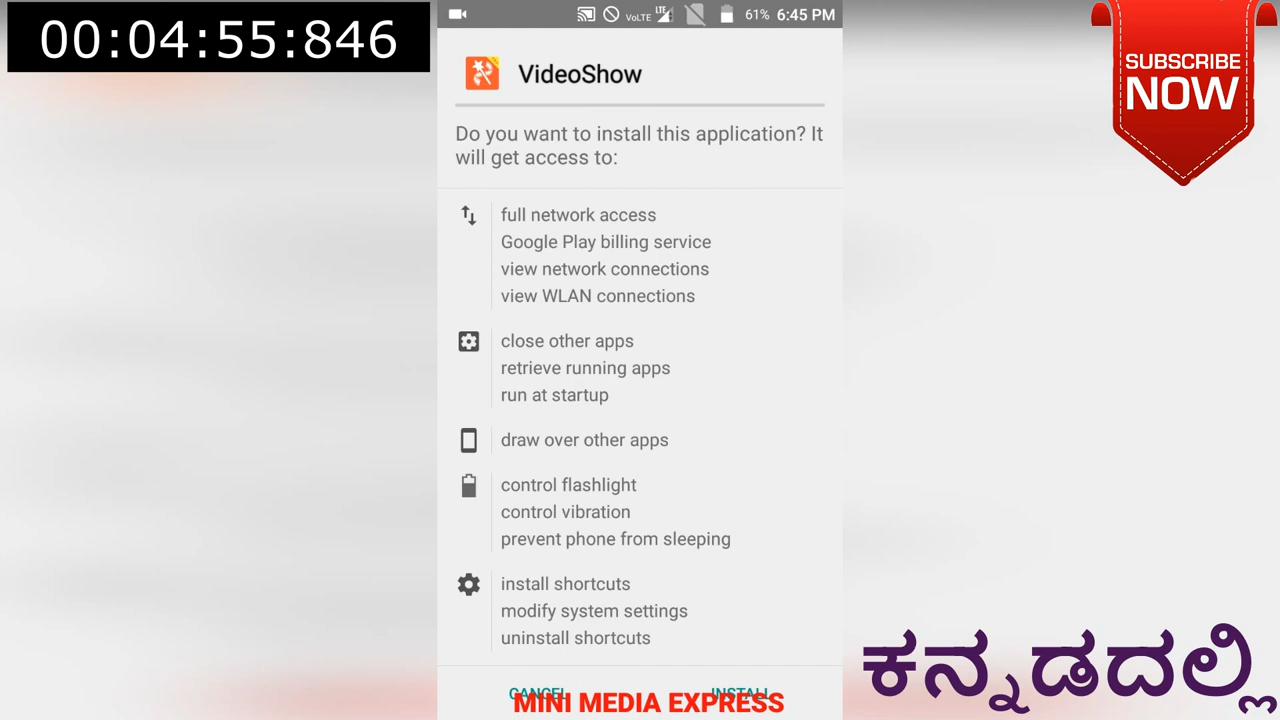 00:04:55:846
VoLTE LTE 61% 6:45 PM
SUBSCRIBE
NOW
VideoShow
Do you want to install this application? It
will get access to:
full network access
Google Play billing service
view network connections
view WLAN connections
close other apps
retrieve running apps
run at startup
draw over other apps
control flashlight
control vibration
prevent phone from sleeping
install shortcuts
modify system settings
uninstall shortcuts
CANCEL INSTALL
MINI MEDIA EXPRESS
ಕನ್ನಡದಲ್ಲಿ